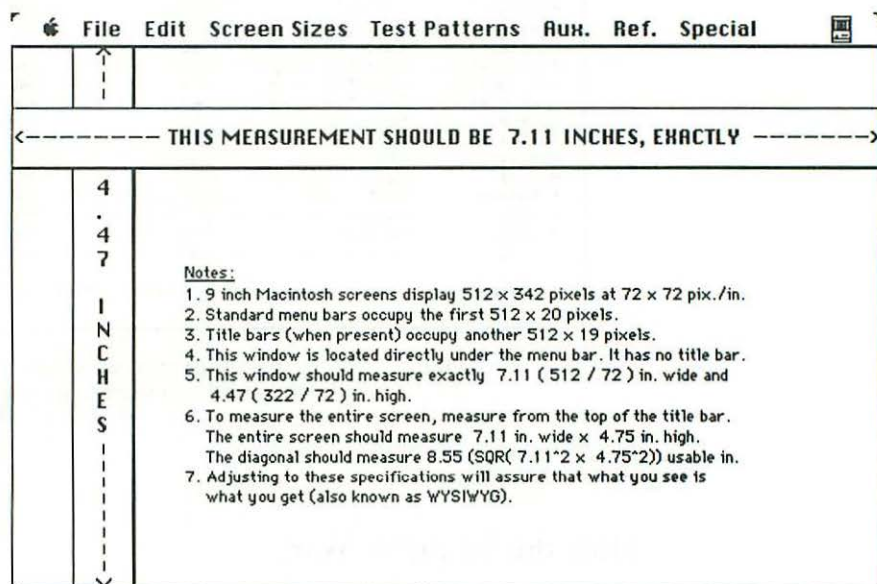 File Edit Screen Sizes Test Patterns Aux. Ref. Special
<-------- THIS MEASUREMENT SHOULD BE 7.11 INCHES, EXACTLY -------->
4
.
4
7
I
N
C
H
E
S
Notes:
1. 9 inch Macintosh screens display 512 x 342 pixels at 72 x 72 pix./in.
2. Standard menu bars occupy the first 512 x 20 pixels.
3. Title bars (when present) occupy another 512 x 19 pixels.
4. This window is located directly under the menu bar. It has no title bar.
5. This window should measure exactly 7.11 ( 512 / 72 ) in. wide and
4.47 ( 322 / 72 ) in. high.
6. To measure the entire screen, measure from the top of the title bar.
The entire screen should measure 7.11 in. wide x 4.75 in. high.
The diagonal should measure 8.55 (SQR( 7.11^2 x 4.75^2)) usable in.
7. Adjusting to these specifications will assure that what you see is
what you get (also known as WYSIWYG).